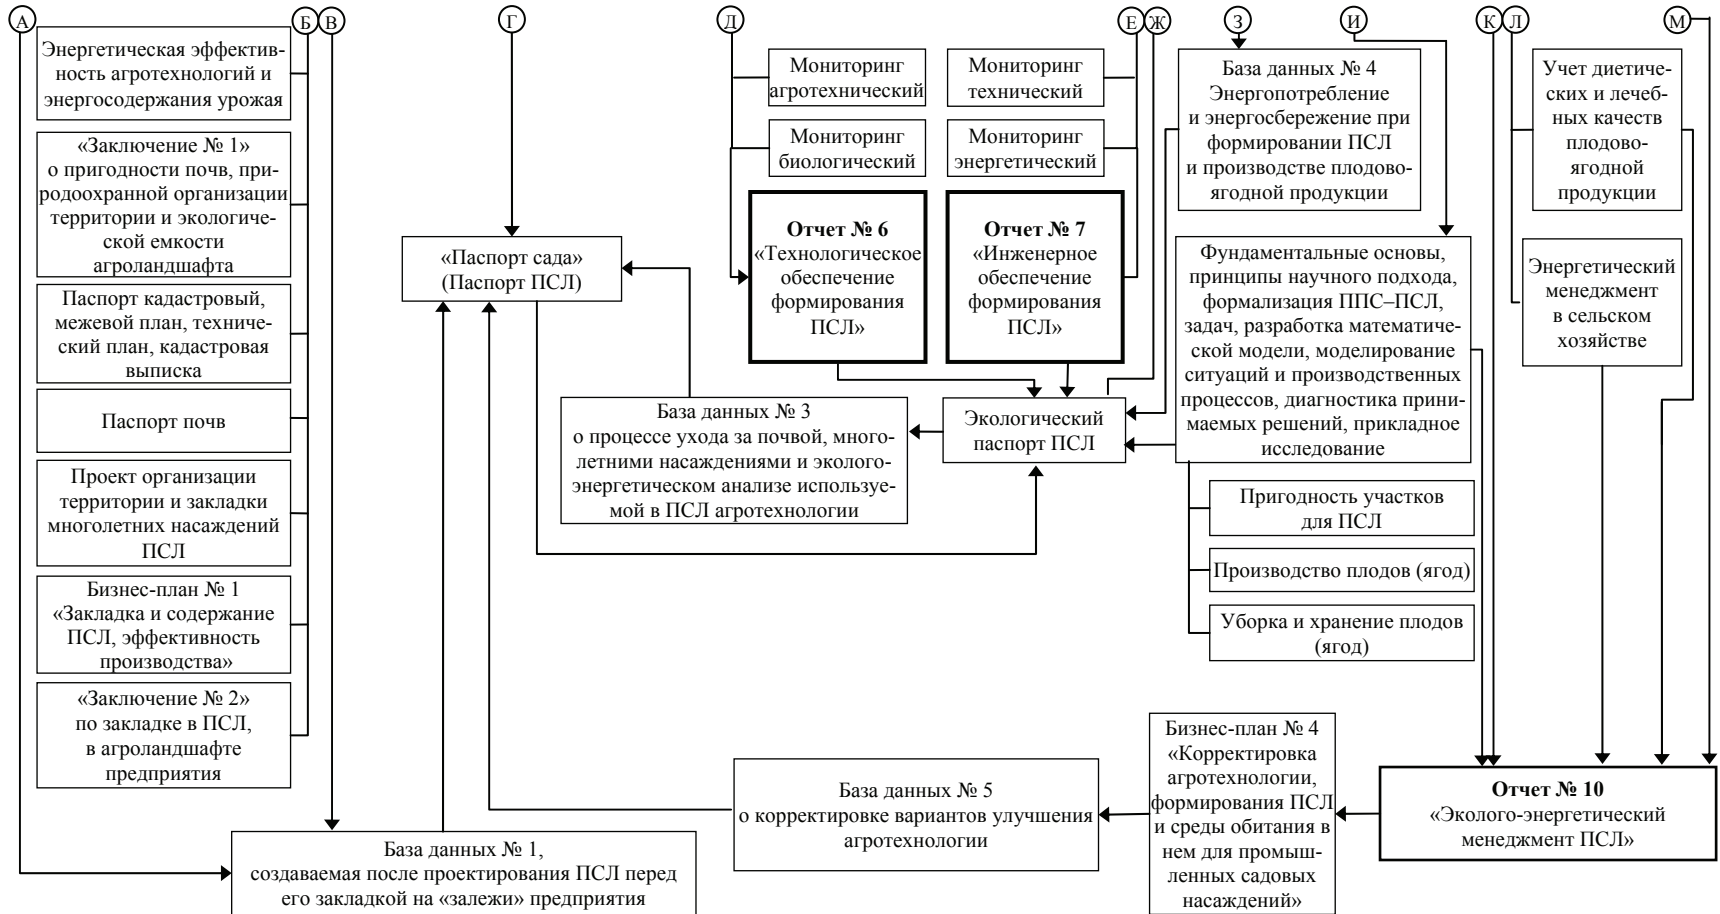 А
Б
В
Г
Д
Е
Ж
З
И
К
Л
М
Энергетическая эффектив-
ность агротехнологий и
энергосодержания урожая
«Заключение № 1»
о пригодности почв, при-
родоохранной организации
территории и экологиче-
ской емкости
агроландшафта
Паспорт кадастровый,
межевой план, техниче-
ский план, кадастровая
выписка
Паспорт почв
Проект организации
территории и закладки
многолетних насаждений
ПСЛ
Бизнес-план № 1
«Закладка и содержание
ПСЛ, эффективность
производства»
«Заключение № 2»
по закладке в ПСЛ,
в агроландшафте
предприятия
База данных № 1,
создаваемая после проектирования ПСЛ перед
его закладкой на «залежи» предприятия
«Паспорт сада»
(Паспорт ПСЛ)
Мониторинг
агротехнический
Мониторинг
биологический
Отчет № 6
«Технологическое
обеспечение
формирования
ПСЛ»
Мониторинг
технический
Мониторинг
энергетический
Отчет № 7
«Инженерное
обеспечение
формирования
ПСЛ»
База данных № 3
о процессе ухода за почвой, много-
летними насаждениями и эколого-
энергетическом анализе используе-
мой в ПСЛ агротехнологии
Экологический
паспорт ПСЛ
База данных № 4
Энергопотребление
и энергосбережение при
формировании ПСЛ
и производстве плодово-
ягодной продукции
Фундаментальные основы,
принципы научного подхода,
формализация ППС–ПСЛ,
задач, разработка математиче-
ской модели, моделирование
ситуаций и производственных
процессов, диагностика прини-
маемых решений, прикладное
исследование
Пригодность участков
для ПСЛ
Производство плодов (ягод)
Уборка и хранение плодов
(ягод)
Учет диетиче-
ских и лечеб-
ных качеств
плодово-
ягодной
продукции
Энергетический
менеджмент
в сельском
хозяйстве
База данных № 5
о корректировке вариантов улучшения
агротехнологии
Бизнес-план № 4
«Корректировка
агротехнологии,
формирования ПСЛ
и среды обитания в
нем для промыш-
ленных садовых
насаждений»
Отчет № 10
«Эколого-энергетический
менеджмент ПСЛ»